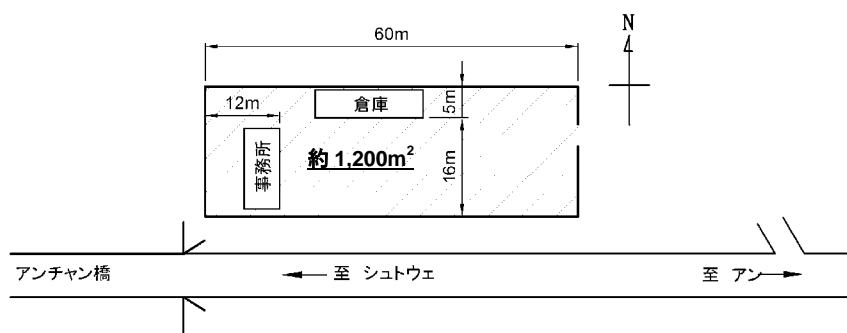 60m
N
12m
倉庫
5m
事務所
約 1,200m²
16m
アンチャン橋
至 シュトウェ
至 アン